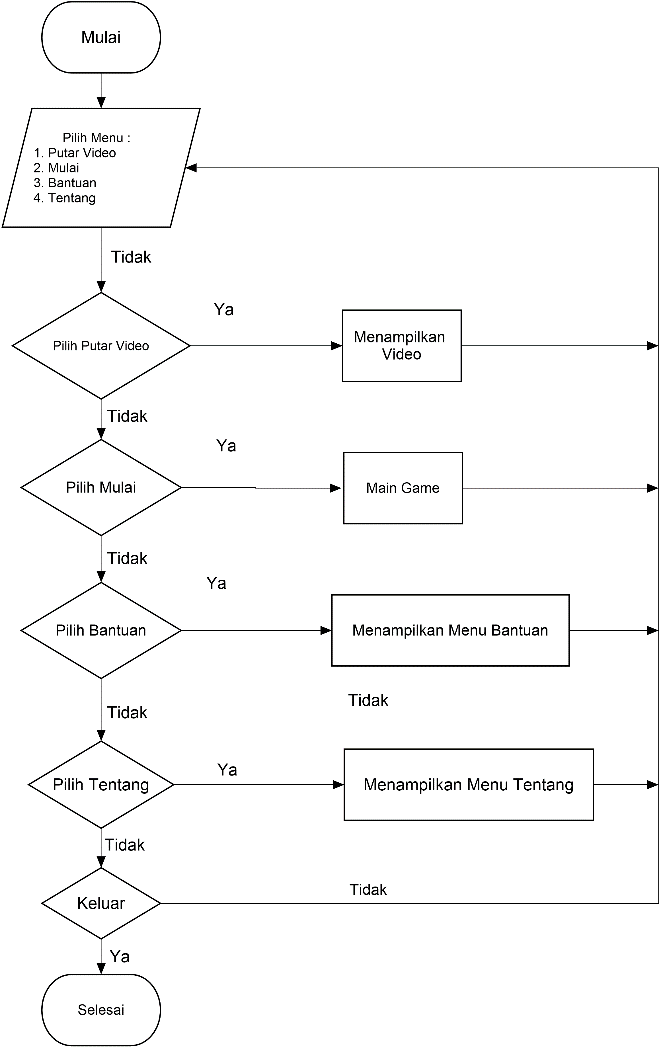 Mulai
Pilih Menu :
1. Putar Video
2. Mulai
3. Bantuan
4. Tentang
Tidak
Ya
Pilih Putar Video
Menampilkan
Video
Tidak
Ya
Pilih Mulai
Main Game
Tidak
Ya
Pilih Bantuan
Menampilkan Menu Bantuan
Tidak
Tidak
Ya
Pilih Tentang
Menampilkan Menu Tentang
Tidak
Tidak
Keluar
Ya
Selesai